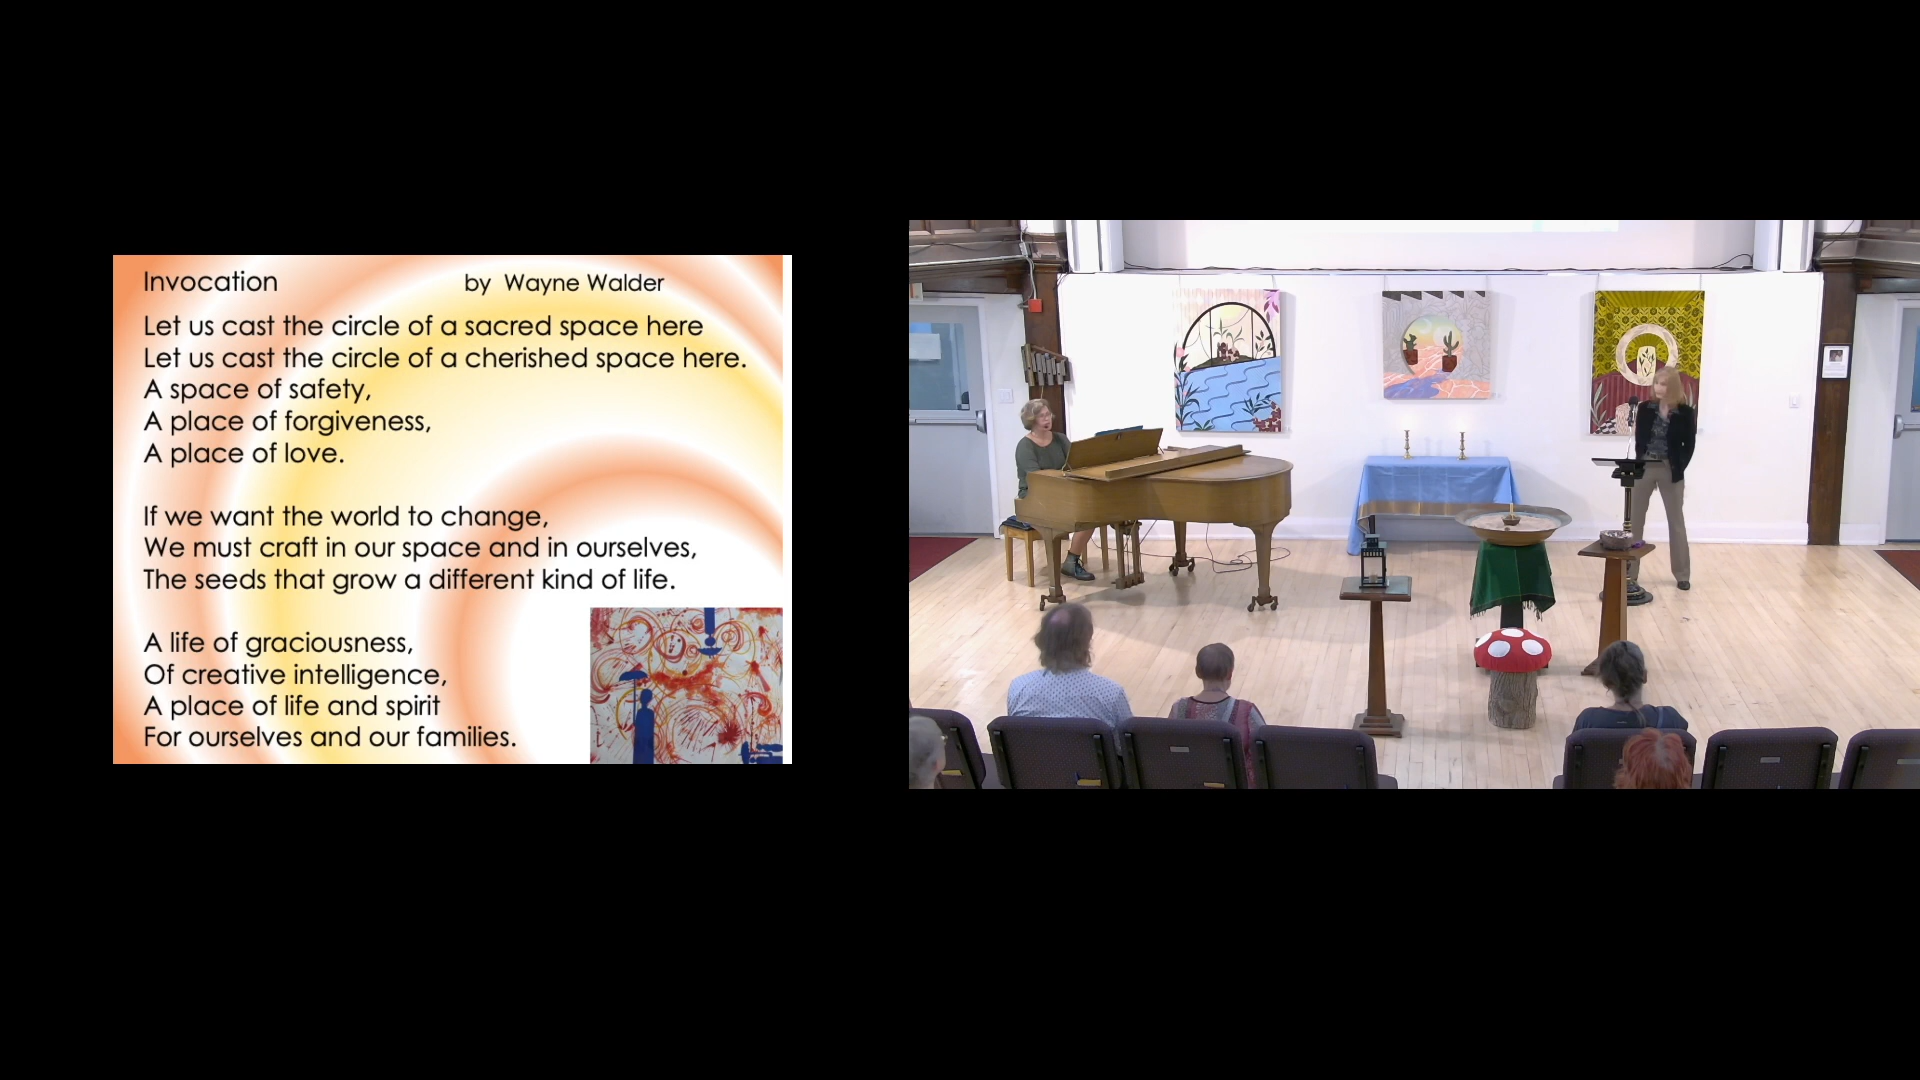 Invocation by Wayne Walder
Let us cast the circle of a sacred space here
Let us cast the circle of a cherished space here.
A space of safety,
A place of forgiveness,
A place of love.
If we want the world to change,
We must craft in our space and in ourselves,
The seeds that grow a different kind of life.
A life of graciousness,
Of creative intelligence,
A place of life and spirit
For ourselves and our families.